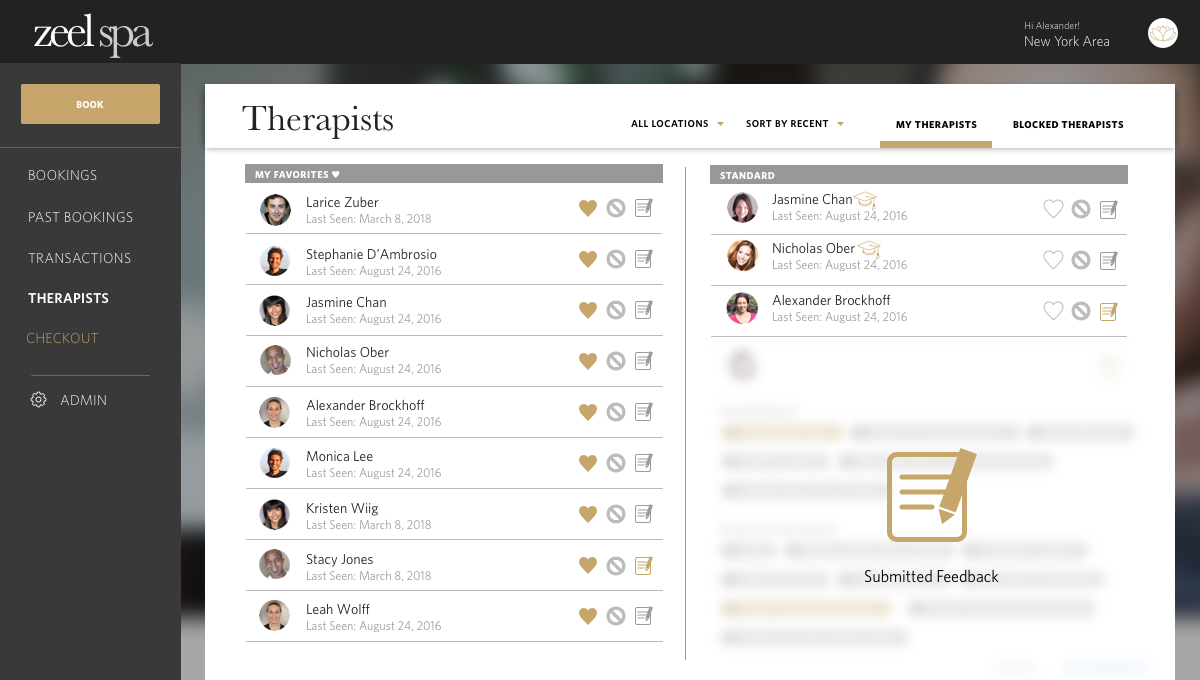 zeel spa
Hi Alexander!
New York Area
BOOK
BOOKINGS
PAST BOOKINGS
TRANSACTIONS
THERAPISTS
CHECKOUT
ADMIN
Therapists
ALL LOCATIONS
SORT BY RECENT
MY THERAPISTS
BLOCKED THERAPISTS
MY FAVORITES
Larice Zuber
Last Seen: March 8, 2018
Stephanie D’Ambrosio
Last Seen: August 24, 2016
Jasmine Chan
Last Seen: August 24, 2016
Nicholas Ober
Last Seen: August 24, 2016
Alexander Brockhoff
Last Seen: August 24, 2016
Monica Lee
Last Seen: August 24, 2016
Kristen Wiig
Last Seen: March 8, 2018
Stacy Jones
Last Seen: March 8, 2018
Leah Wolff
Last Seen: August 24, 2016
STANDARD
Jasmine Chan
Last Seen: August 24, 2016
Nicholas Ober
Last Seen: August 24, 2016
Alexander Brockhoff
Last Seen: August 24, 2016
Submitted Feedback